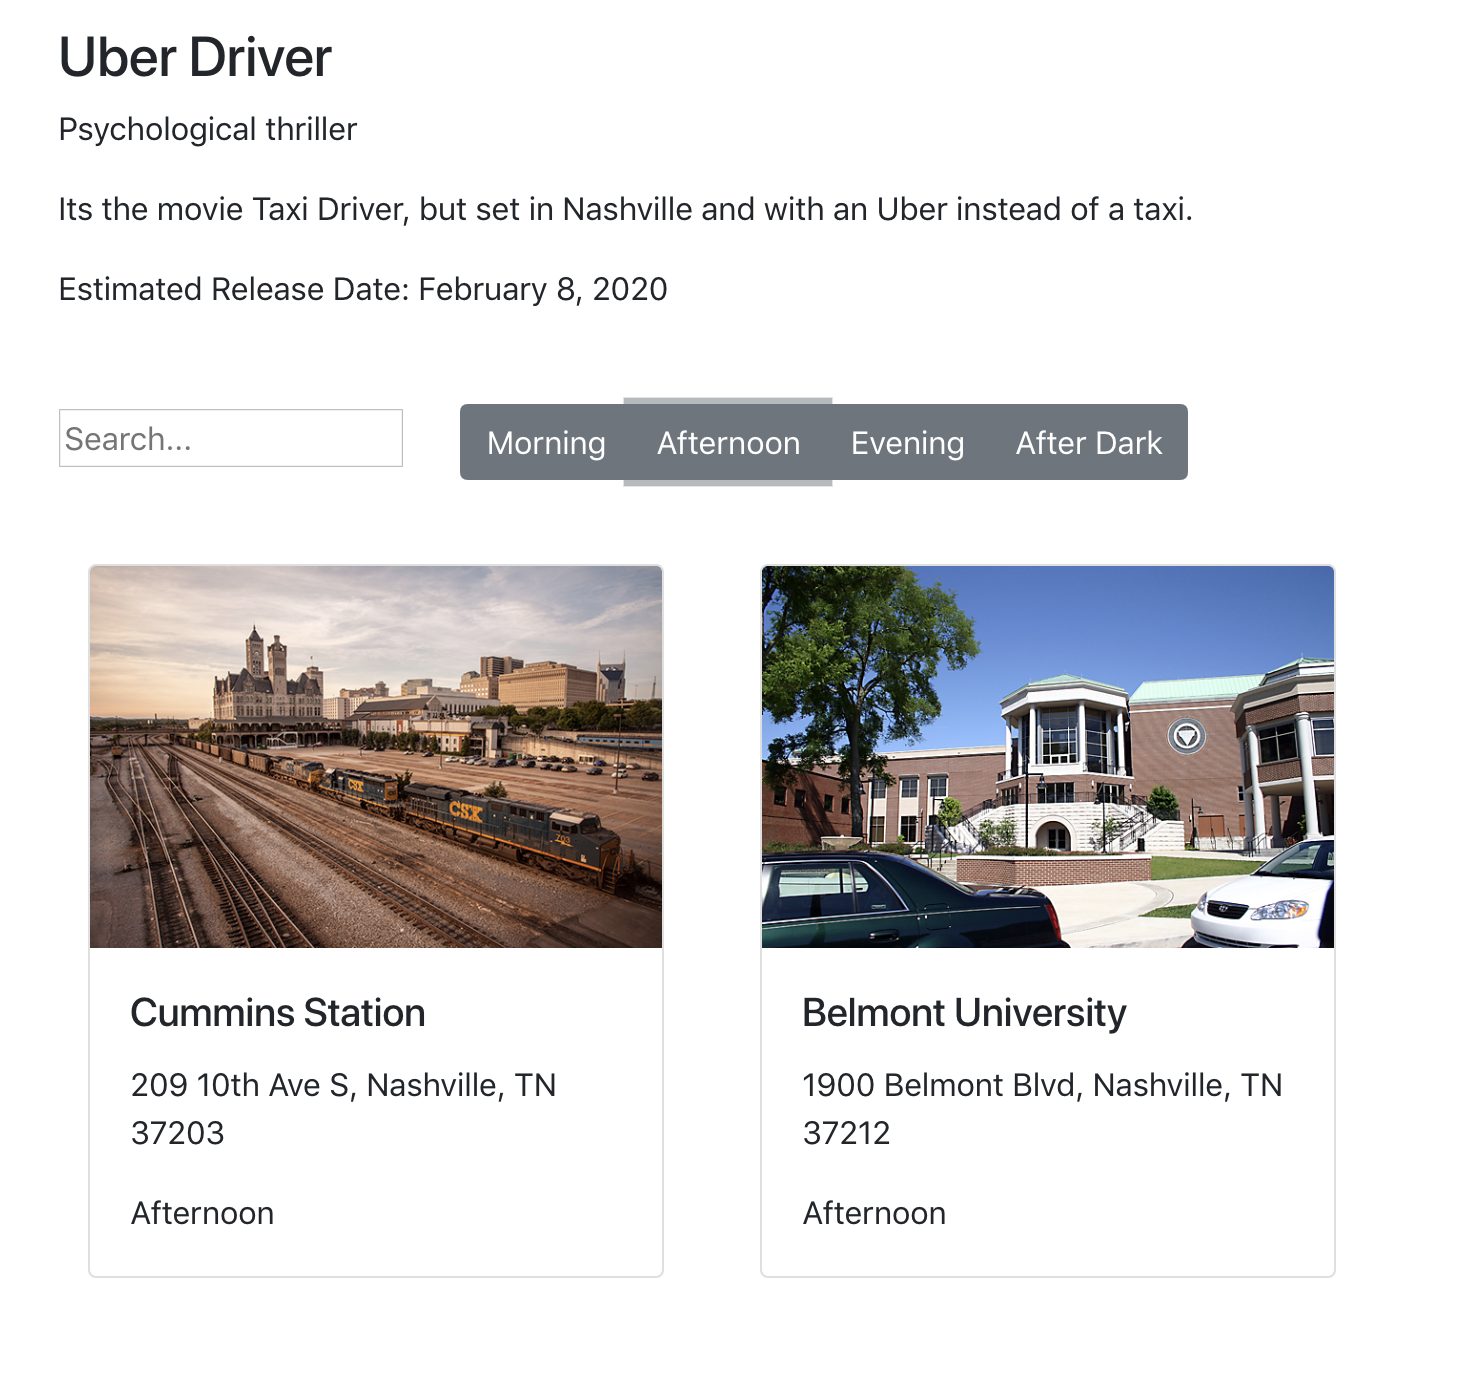 Uber Driver
Psychological thriller
Its the movie Taxi Driver, but set in Nashville and with an Uber instead of a taxi.
Estimated Release Date: February 8, 2020
Search...
Morning
Afternoon
Evening
After Dark
CSX
CSX
703
Cummins Station
209 10th Ave S, Nashville, TN
37203
Afternoon
Belmont University
1900 Belmont Blvd, Nashville, TN
37212
Afternoon